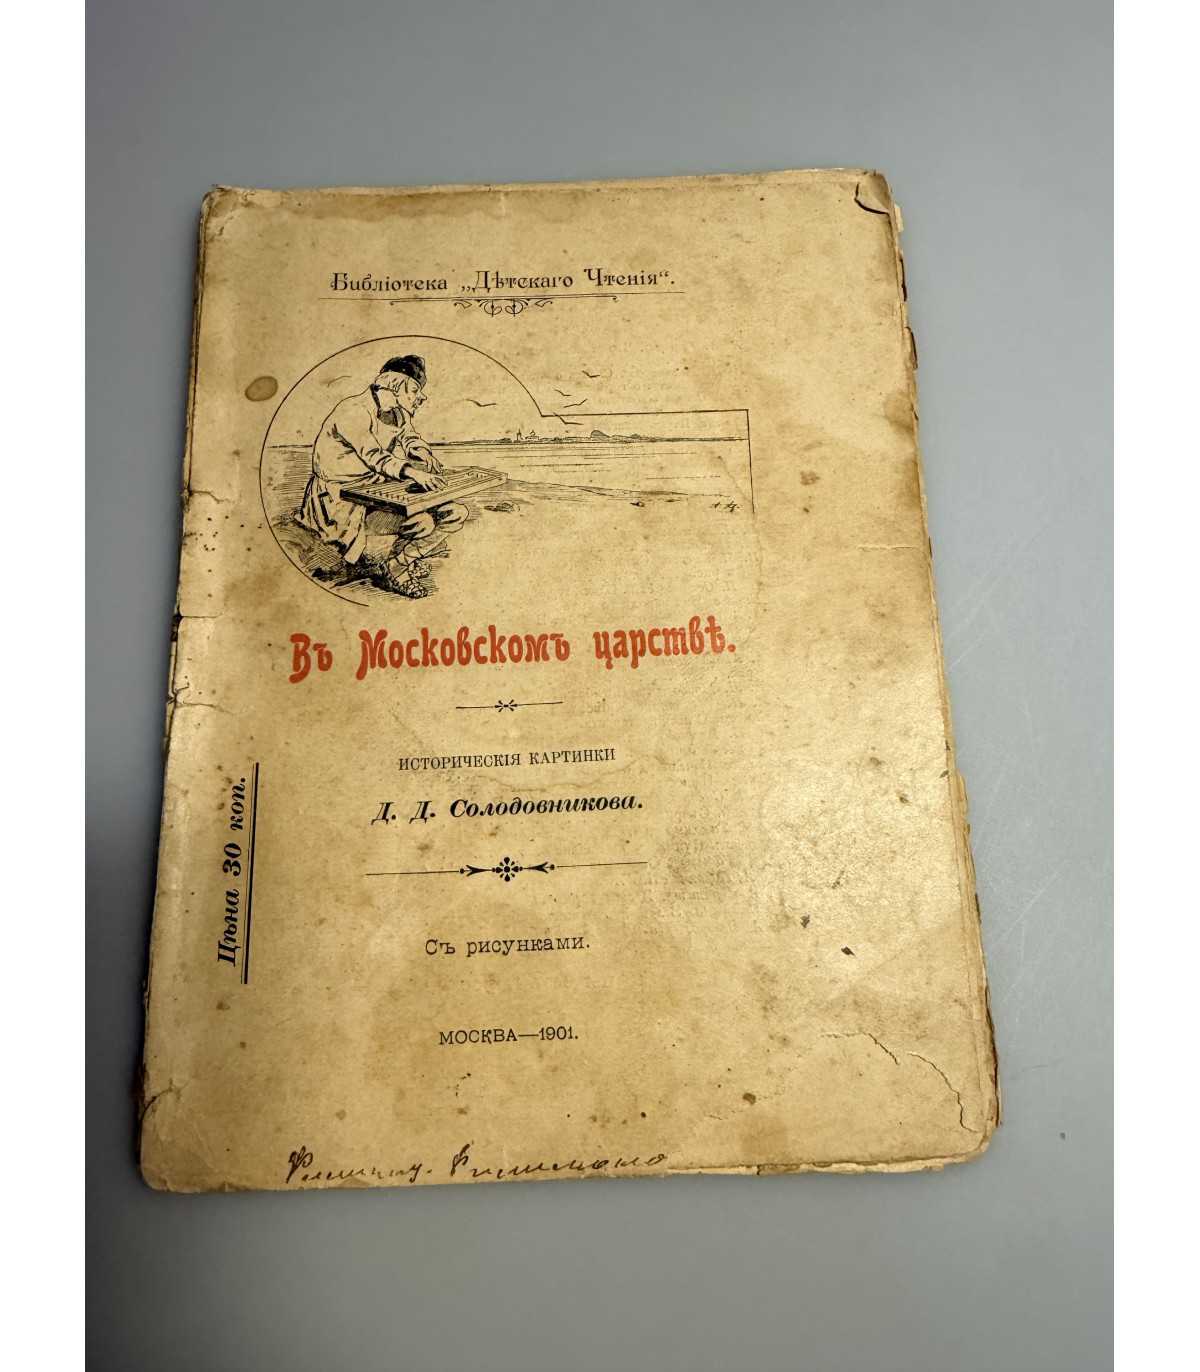 Библіотека „Дѣтскаго Чтенія“.
Въ Московскомъ царствѣ.
ИСТОРИЧЕСКІЯ КАРТИНКИ
Д. Д. Солодовникова.
Цѣна 30 коп.
Съ рисунками.
МОСКВА—1901.